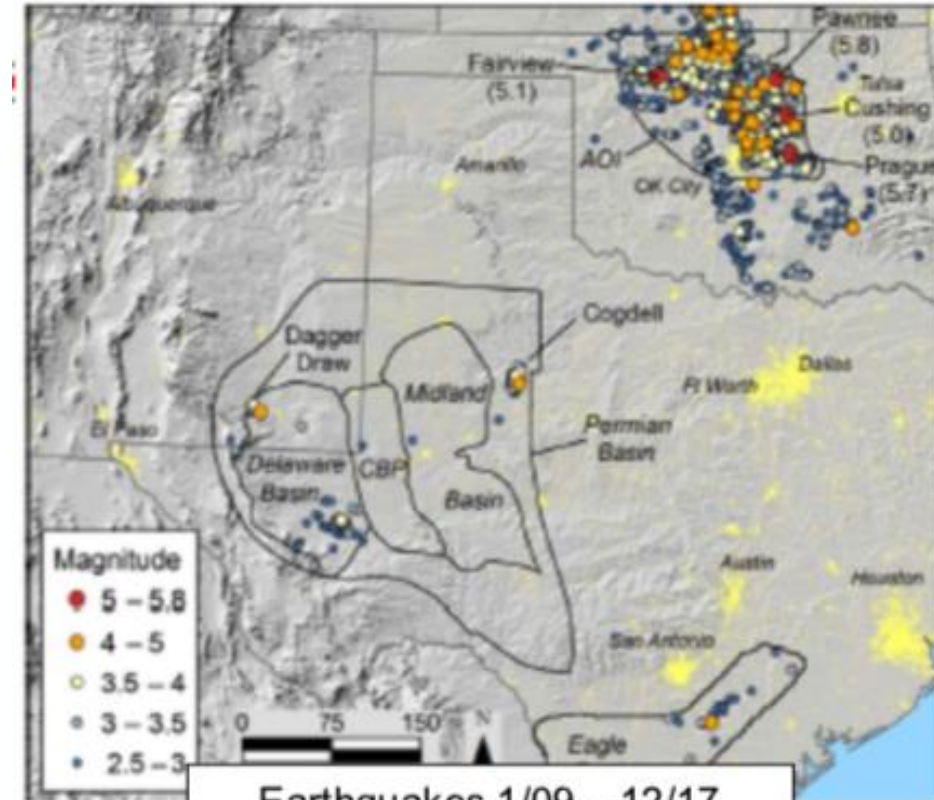 Pawnee
(5.8)
Fairview
(5.1)
Tulsa
Cushing
(5.0)
AOI
Amarillo
OK City
Prague
(5.7)
Albuquerque
Cogdell
Dagger
Draw
Midland
Ft Warth
Dallas
El Paso
Permian
Basin
Delaware
Basin
CBP
Basin
Magnitude
5 – 5.8
4 – 5
3.5 – 4
3 – 3.5
2.5 – 3
Austin
Houston
San Antonio
0 75 150 N
Eagle
Earthquakes 1/09 – 12/17